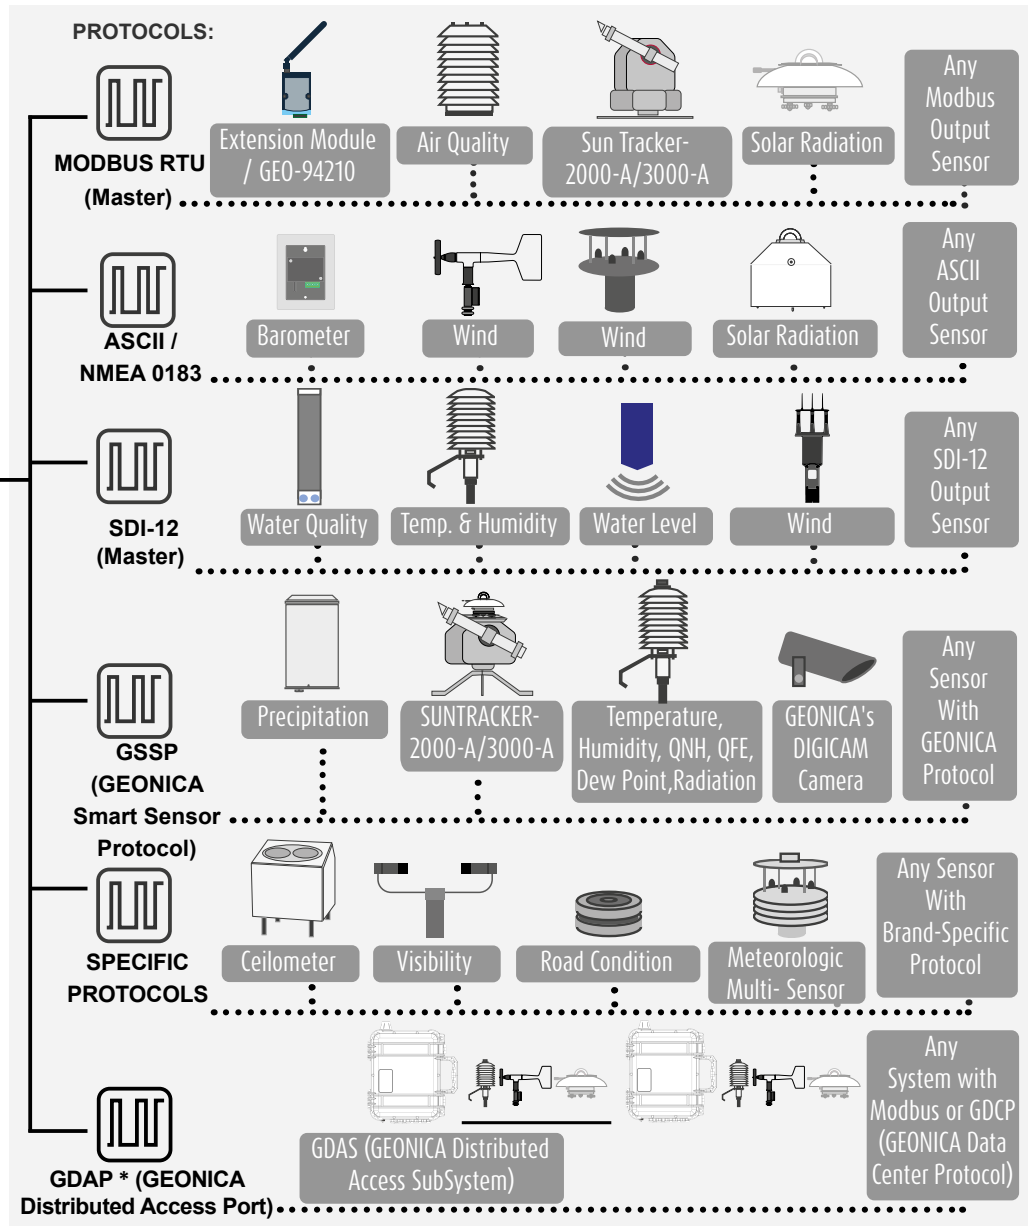 PROTOCOLS:
MODBUS RTU
(Master)
Extension Module
/ GEO-94210
Air Quality
Sun Tracker-
2000-A/3000-A
Solar Radiation
Any
Modbus
Output
Sensor
ASCII /
NMEA 0183
Barometer
Wind
Wind
Solar Radiation
Any
ASCII
Output
Sensor
SDI-12
(Master)
Water Quality
Temp. & Humidity
Water Level
Wind
Any
SDI-12
Output
Sensor
GSSP
(GEONICA
Smart Sensor
Protocol)
Precipitation
SUNTRACKER-
2000-A/3000-A
Temperature,
Humidity, QNH, QFE,
Dew Point,Radiation
GEONICA's
DIGICAM
Camera
Any
Sensor
With
GEONICA
Protocol
SPECIFIC
PROTOCOLS
Ceilometer
Visibility
Road Condition
Meteorologic
Multi- Sensor
Any Sensor
With
Brand-Specific
Protocol
GDAP * (GEONICA
Distributed Access Port)
GDAS (GEONICA Distributed
Access SubSystem)
Any
System with
Modbus or GDCP
(GEONICA Data
Center Protocol)